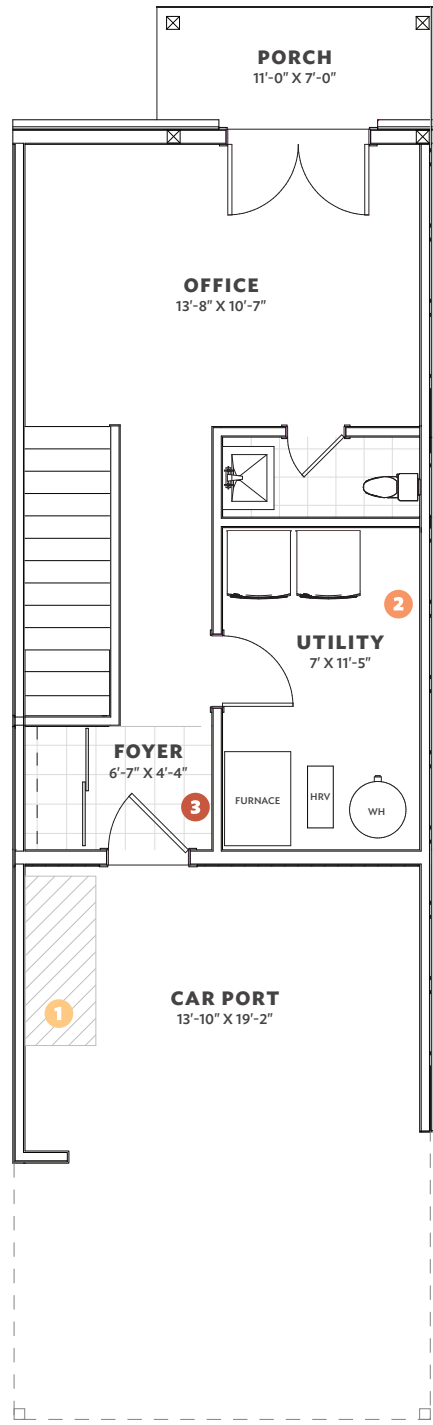 PORCH
11'-0" X 7'-0"
OFFICE
13'-8" X 10'-7"
2
UTILITY
7' X 11'-5"
FOYER
6'-7" X 4'-4"
3
FURNACE
HRV
WH
1
CAR PORT
13'-10" X 19'-2"